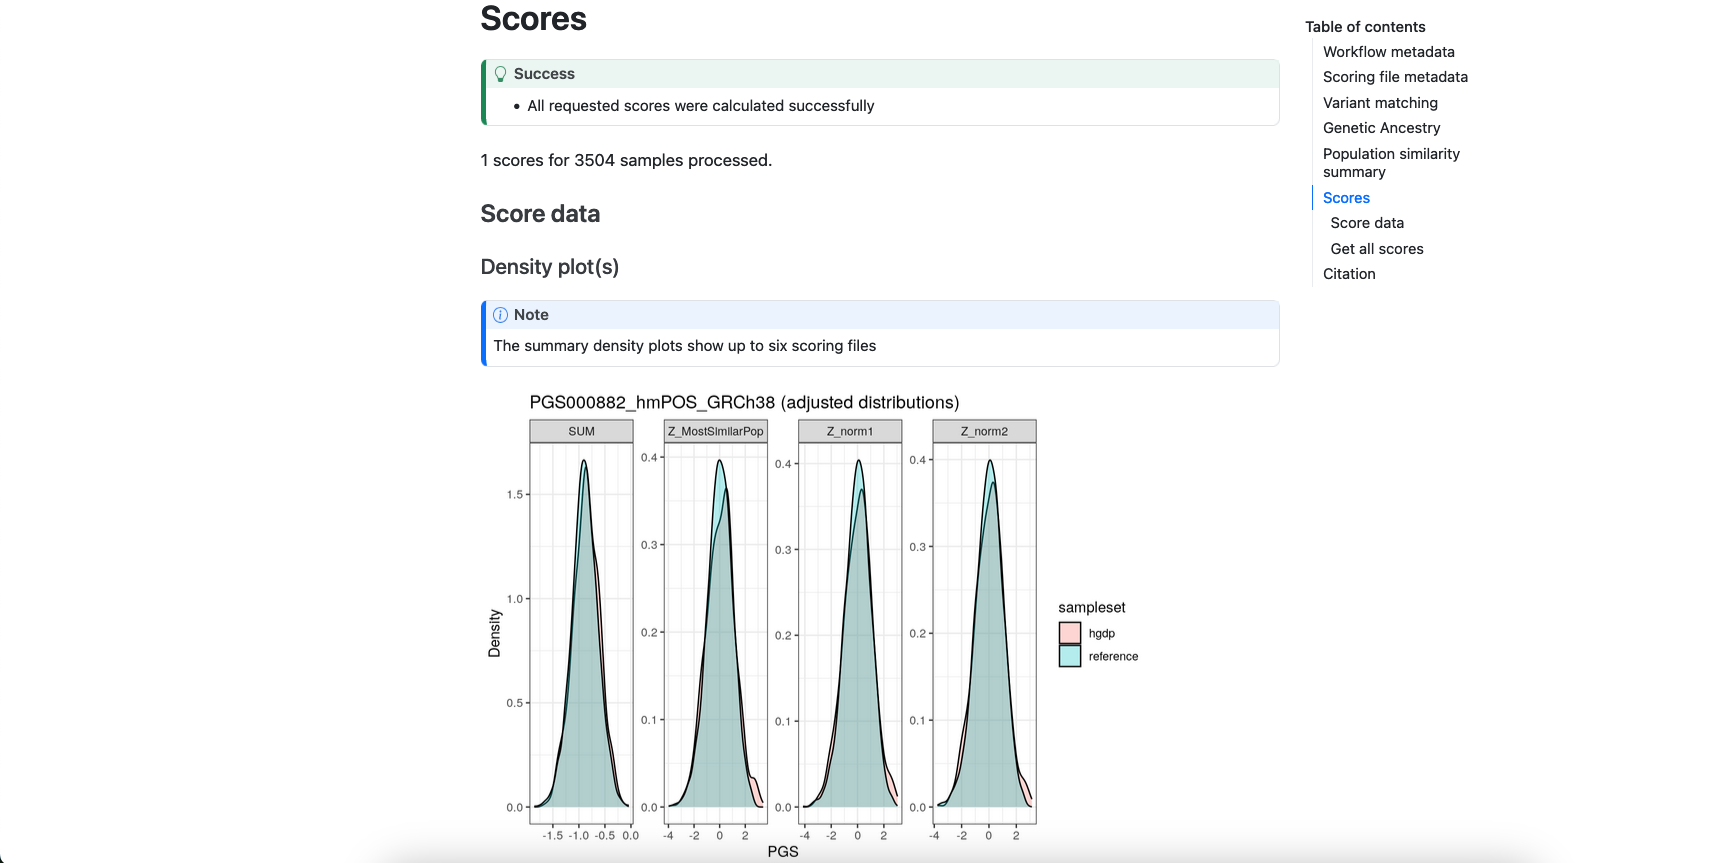 Scores
Success
All requested scores were calculated successfully
1 scores for 3504 samples processed.
Score data
Density plot(s)
Note
The summary density plots show up to six scoring files
PGS000882_hmPOS_GRCh38 (adjusted distributions)
SUM
Z_MostSimilarPop
Z_norm1
Z_norm2
Density
1.5
1.0
0.5
0.0
-1.5 -1.0 -0.5 0.0
0.4
0.3
0.2
0.1
0.0
-4 -2 0 2
0.4
0.3
0.2
0.1
0.0
-4 -2 0 2
0.4
0.3
0.2
0.1
0.0
-4 -2 0 2
PGS
sampleset
hgdp
reference
Table of contents
Workflow metadata
Scoring file metadata
Variant matching
Genetic Ancestry
Population similarity
summary
Scores
Score data
Get all scores
Citation